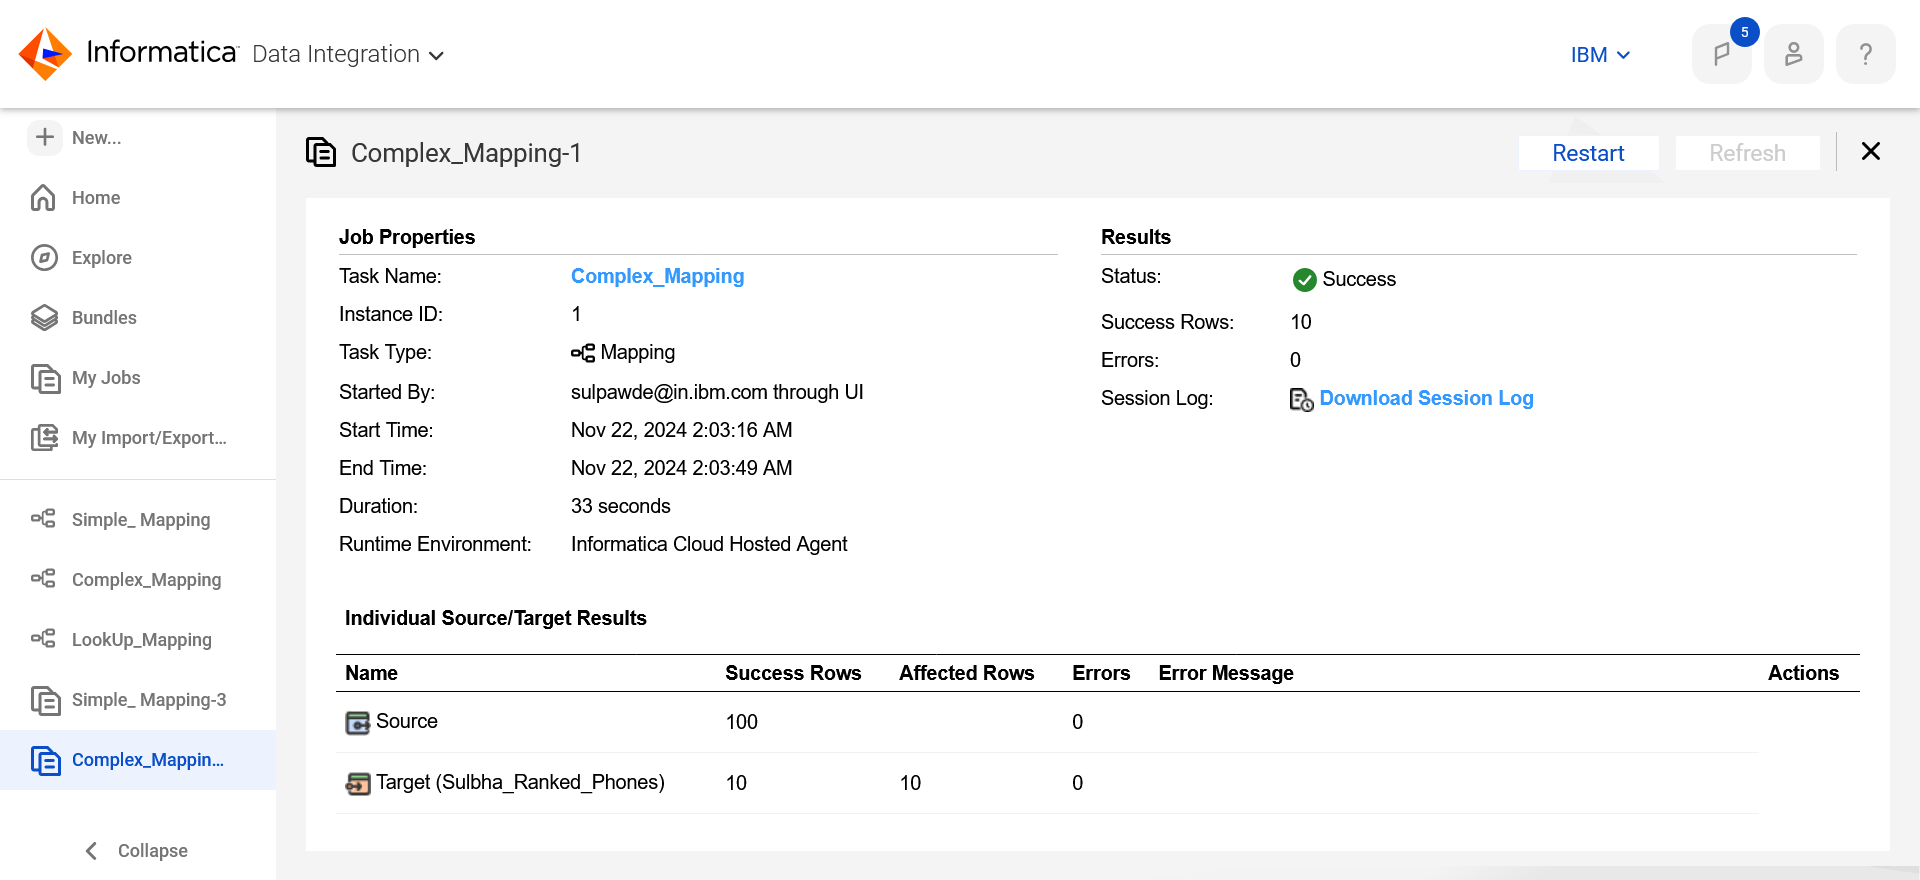 Informatica Data Integration
IBM
5
?
New...
Home
Explore
Bundles
My Jobs
My Import/Export...
Simple_ Mapping
Complex_Mapping
LookUp_Mapping
Simple_ Mapping-3
Complex_Mappin...
Collapse
Complex_Mapping-1
Restart
Refresh
Job Properties
Task Name: Complex_Mapping
Instance ID: 1
Task Type: Mapping
Started By: sulpawde@in.ibm.com through UI
Start Time: Nov 22, 2024 2:03:16 AM
End Time: Nov 22, 2024 2:03:49 AM
Duration: 33 seconds
Runtime Environment: Informatica Cloud Hosted Agent
Results
Status: Success
Success Rows: 10
Errors: 0
Session Log: Download Session Log
Individual Source/Target Results
Name Success Rows Affected Rows Errors Error Message Actions
Source 100 0
Target (Sulbha_Ranked_Phones) 10 10 0